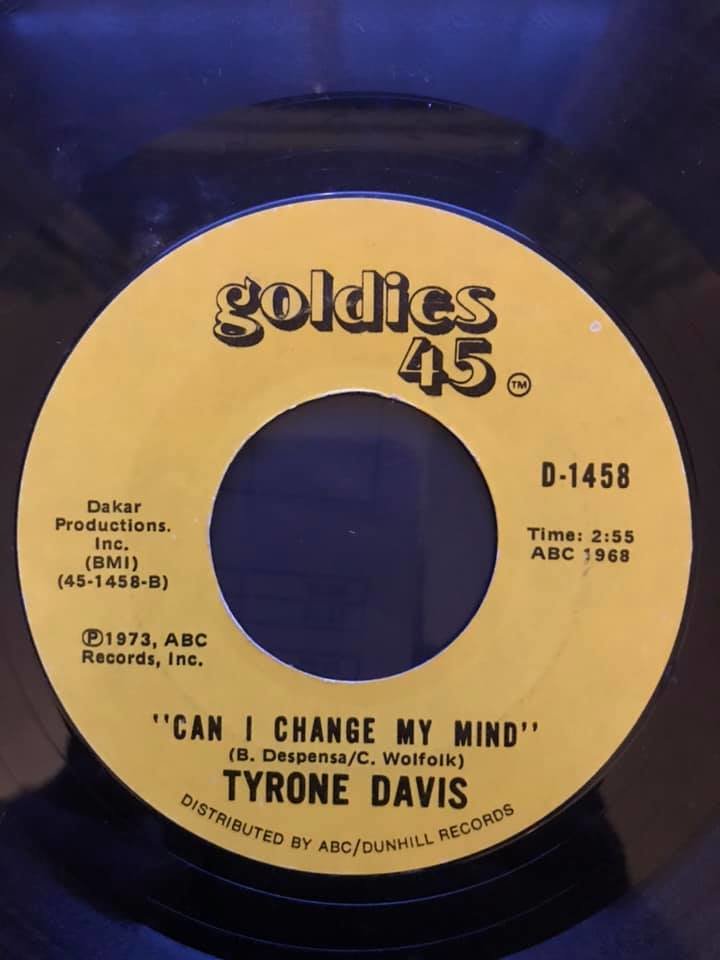 goldies
45 TM
D-1458
Time: 2:55
ABC 1968
Dakar
Productions.
Inc.
(BMI)
(45-1458-B)
℗1973, ABC
Records, Inc.
"CAN I CHANGE MY MIND"
(B. Despensa/C. Wolfolk)
TYRONE DAVIS
DISTRIBUTED BY ABC/DUNHILL RECORDS